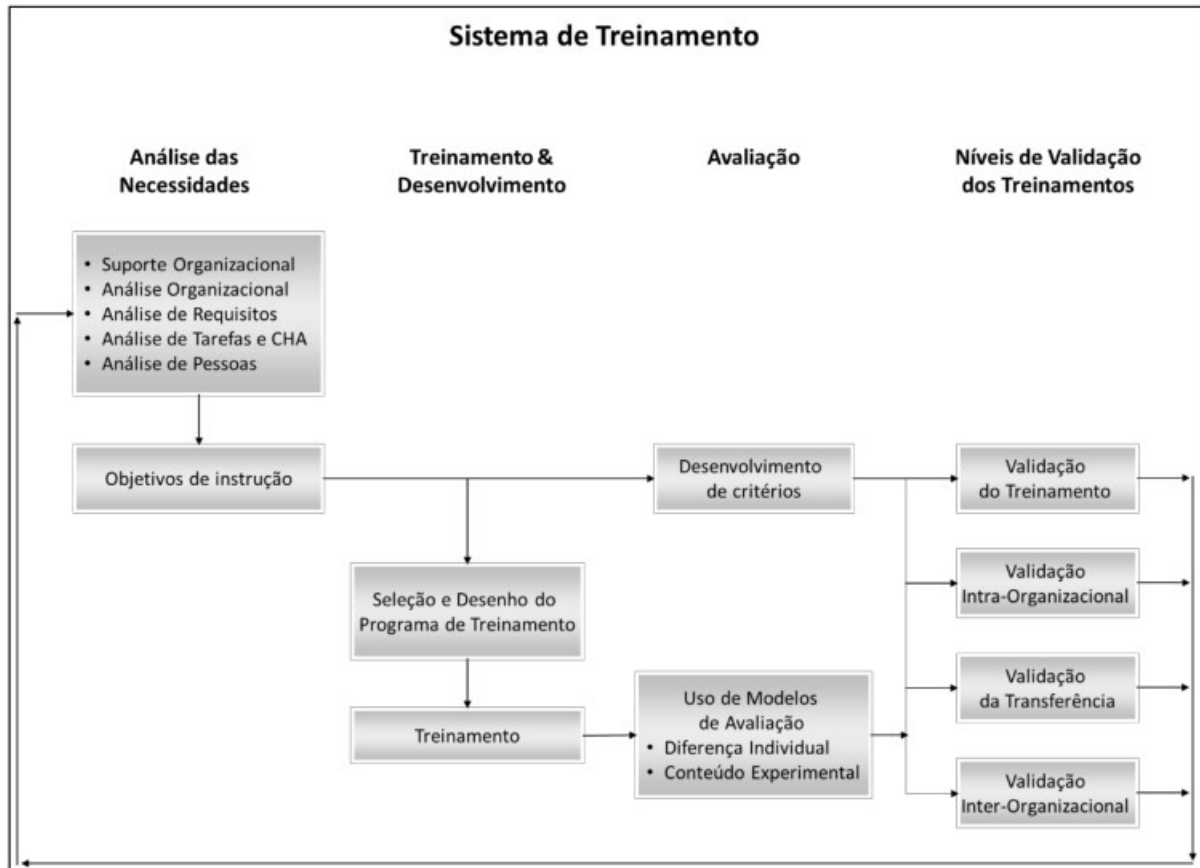 Sistema de Treinamento
Análise das
Necessidades
Treinamento &
Desenvolvimento
Avaliação
Níveis de Validação
dos Treinamentos
• Suporte Organizacional
• Análise Organizacional
• Análise de Requisitos
• Análise de Tarefas e CHA
• Análise de Pessoas
Objetivos de instrução
Desenvolvimento
de critérios
Validação
do Treinamento
Seleção e Desenho do
Programa de Treinamento
Validação
Intra-Organizacional
Treinamento
Uso de Modelos
de Avaliação
• Diferença Individual
• Conteúdo Experimental
Validação
da Transferência
Validação
Inter-Organizacional